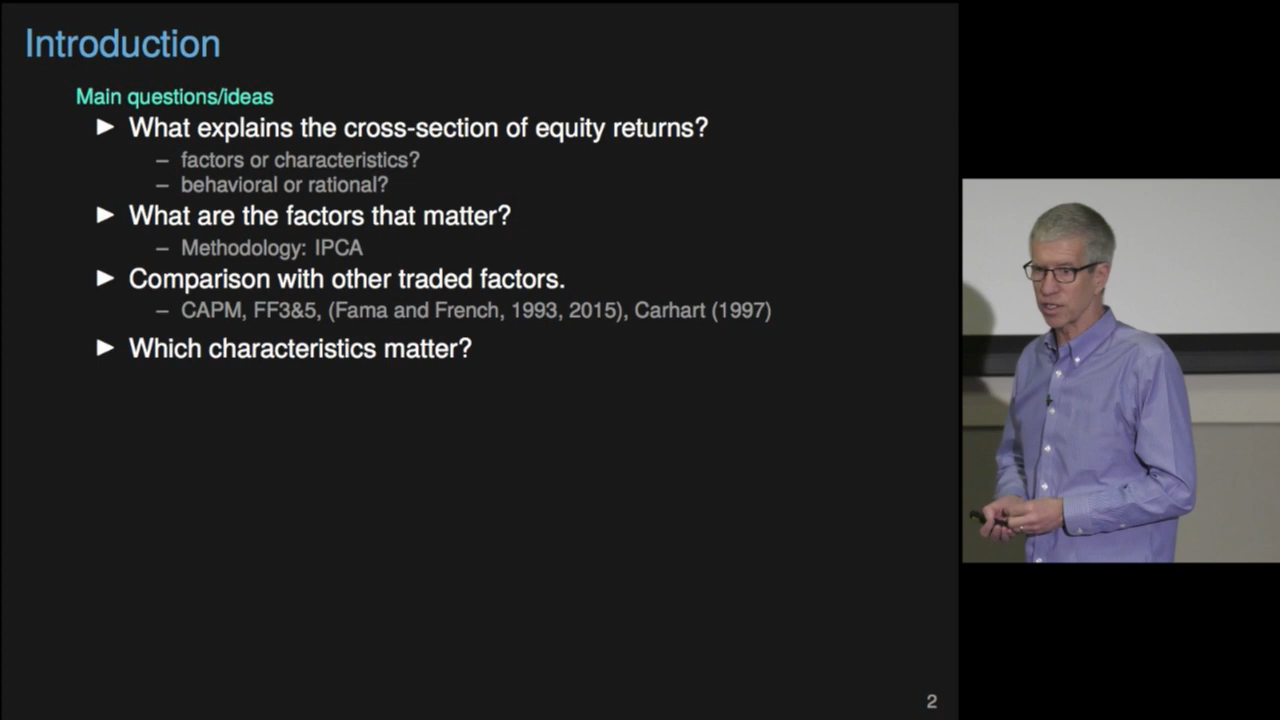 Introduction
Main questions/ideas
► What explains the cross-section of equity returns?
– factors or characteristics?
– behavioral or rational?
► What are the factors that matter?
– Methodology: IPCA
► Comparison with other traded factors.
– CAPM, FF3&5, (Fama and French, 1993, 2015), Carhart (1997)
► Which characteristics matter?
2